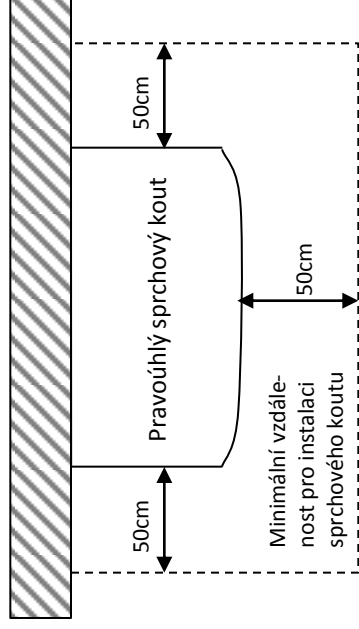 50cm
Pravoúhlý sprchový kout
50cm
50cm
Minimální vzdále-
nost pro instalaci
sprchového koutu